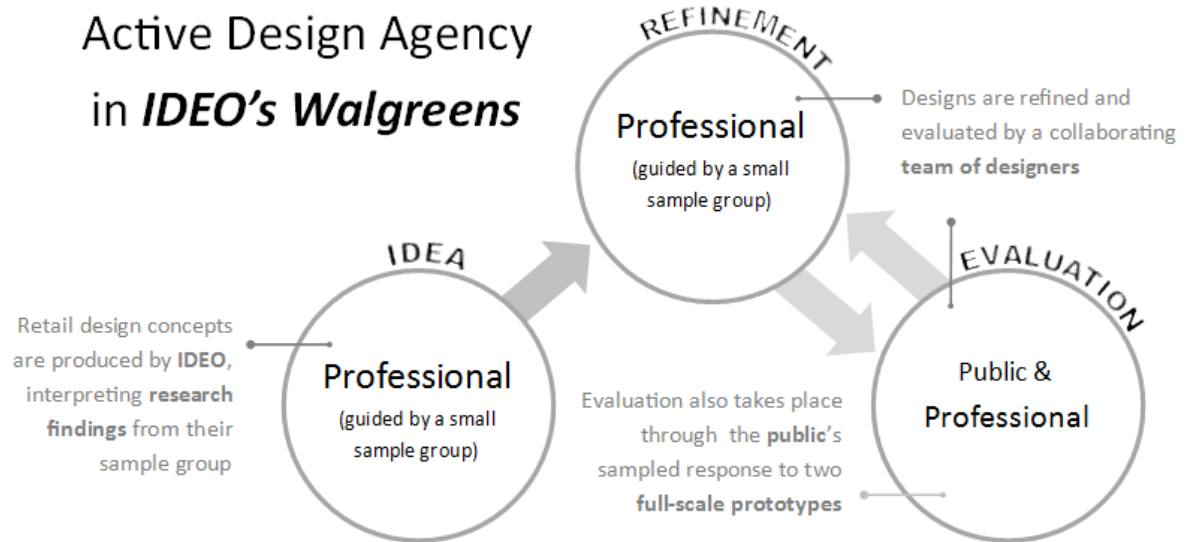 Active Design Agency
in IDEO's Walgreens
REFINEMENT
Professional
(guided by a small
sample group)
Designs are refined and
evaluated by a collaborating
team of designers
IDEA
Professional
(guided by a small
sample group)
Retail design concepts
are produced by IDEO,
interpreting research
findings from their
sample group
EVALUATION
Public &
Professional
Evaluation also takes place
through the public's
sampled response to two
full-scale prototypes